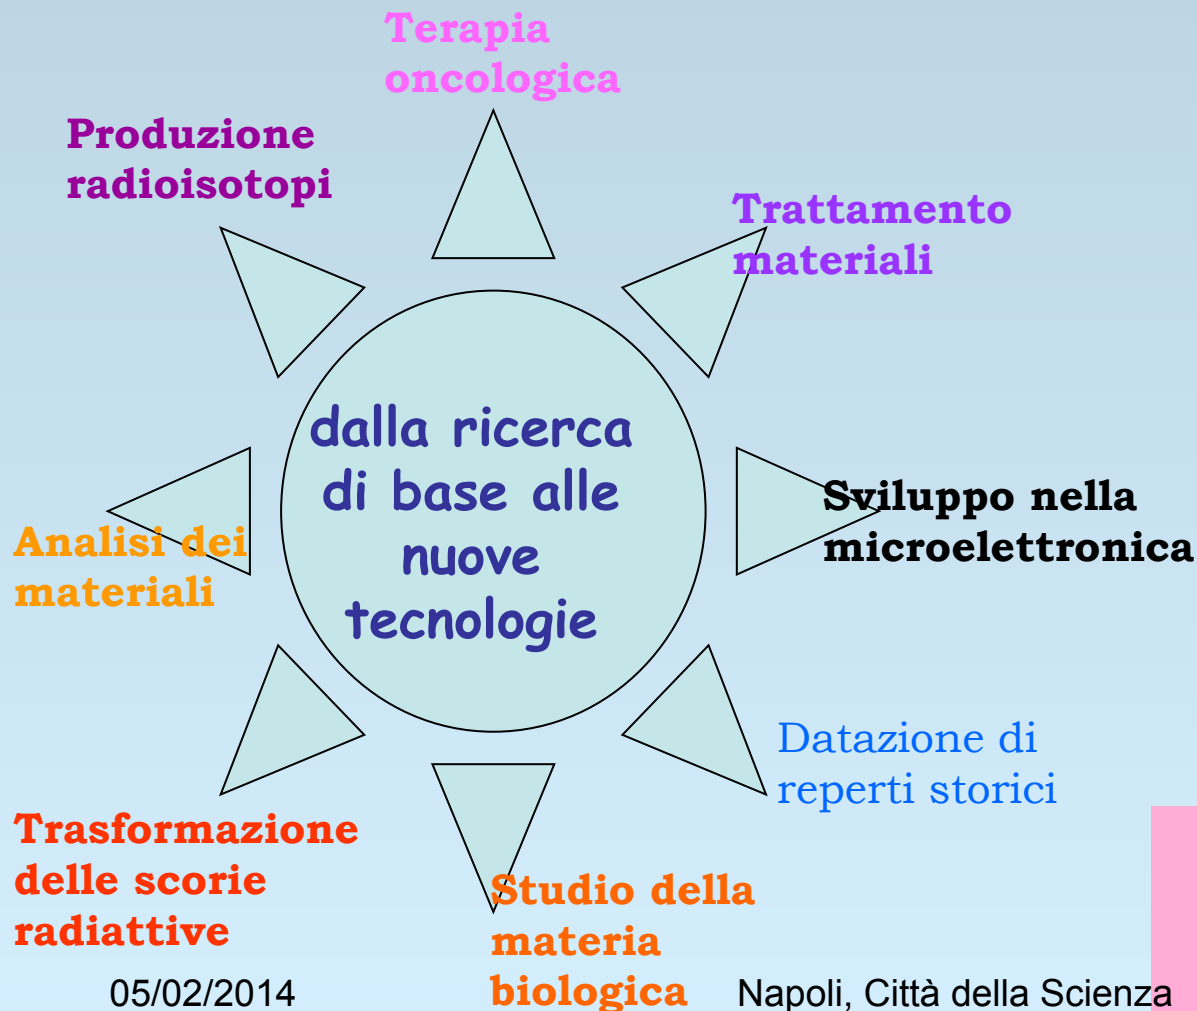 Terapia
oncologica
Produzione
radioisotopi
Trattamento
materiali
dalla ricerca
di base alle
nuove
tecnologie
Sviluppo nella
microelettronica
Analisi dei
materiali
Datazione di
reperti storici
Trasformazione
delle scorie
radiattive
Studio della
materia
biologica
05/02/2014
Napoli, Città della Scienza